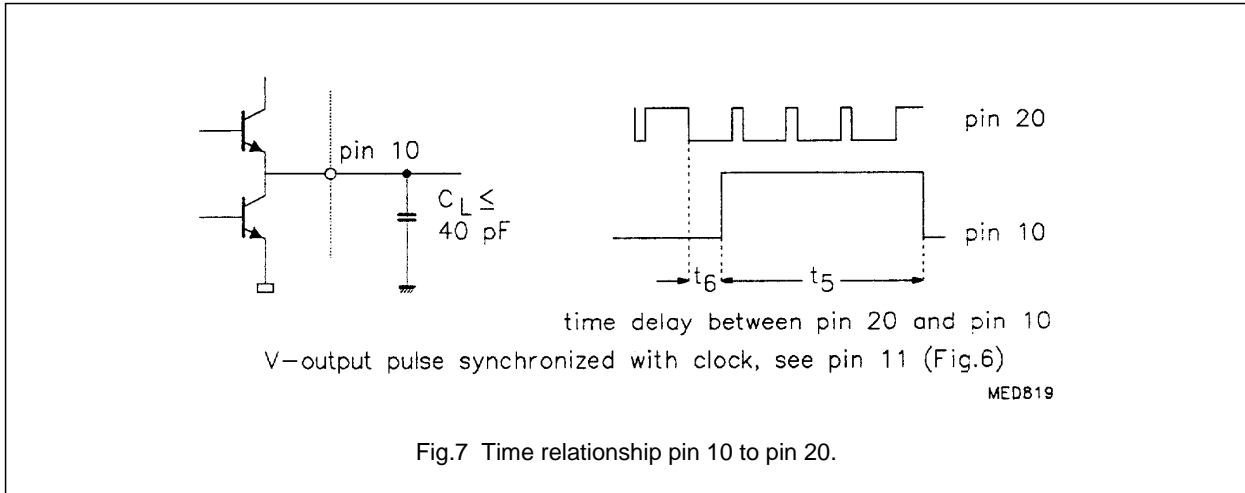 pin 10
C_L ≤
40 pF
pin 20
pin 10
t6
t5
time delay between pin 20 and pin 10
V-output pulse synchronized with clock, see pin 11 (Fig.6)
MED819
Fig.7 Time relationship pin 10 to pin 20.